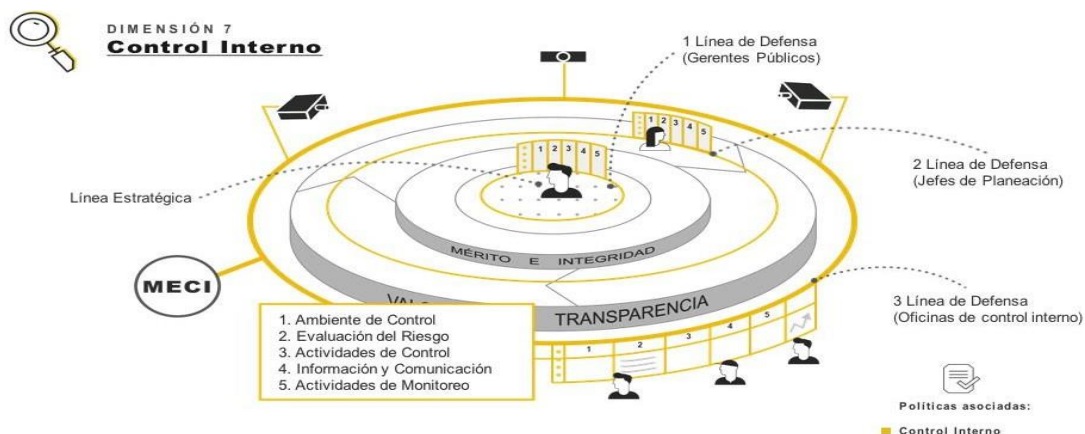 DIMENSIÓN 7
Control Interno
1 Línea de Defensa
(Gerentes Públicos)
1 2 3 4 5
1 2 3 4 5
2 Línea de Defensa
(Jefes de Planeación)
Línea Estratégica
MÉRITO E INTEGRIDAD
MECI
TRANSPARENCIA
3 Línea de Defensa
(Oficinas de control interno)
1. Ambiente de Control
2. Evaluación del Riesgo
3. Actividades de Control
4. Información y Comunicación
5. Actividades de Monitoreo
1 2 3 4 5
Políticas asociadas:
Control Interno